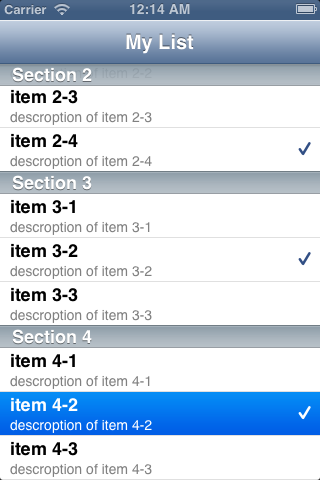 Carrier 12:14 AM
My List
Section 2
item 2-3
descroption of item 2-3
item 2-4
descroption of item 2-4
Section 3
item 3-1
descroption of item 3-1
item 3-2
descroption of item 3-2
item 3-3
descroption of item 3-3
Section 4
item 4-1
descroption of item 4-1
item 4-2
descroption of item 4-2
item 4-3
descroption of item 4-3